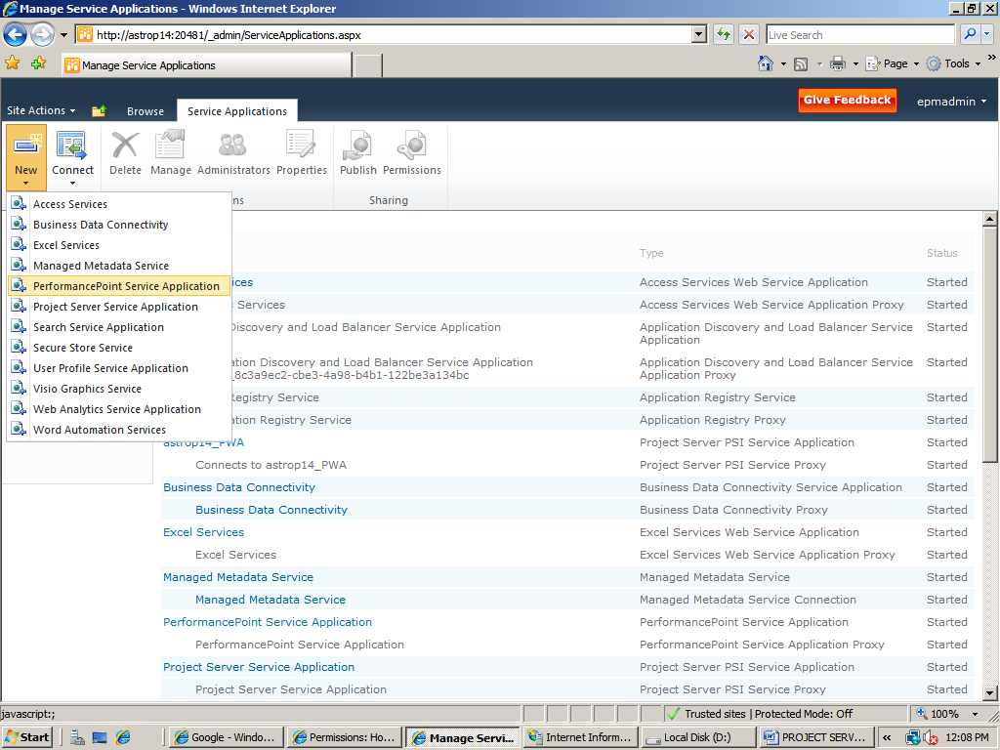 Manage Service Applications - Windows Internet Explorer
http://astrop14:20481/_admin/ServiceApplications.aspx
Live Search
Manage Service Applications
Page
Tools
»
Site Actions
Browse
Service Applications
Give Feedback
epmadmin
New
Connect
Delete
Manage
Administrators
Properties
Publish
Permissions
ns
Sharing
Access Services
Business Data Connectivity
Excel Services
Managed Metadata Service
PerformancePoint Service Application
Project Server Service Application
Search Service Application
Secure Store Service
User Profile Service Application
Visio Graphics Service
Web Analytics Service Application
Word Automation Services
Type Status
ices Access Services Web Service Application Started
s Services Access Services Web Service Application Proxy Started
Discovery and Load Balancer Service Application Application Discovery and Load Balancer Service Started
Application
ation Discovery and Load Balancer Service Application Application Discovery and Load Balancer Service Started
_8c3a9ec2-cbe3-4a98-b4b1-122be3a134bc Application Proxy
Registry Service Application Registry Service Started
ation Registry Service Application Registry Proxy Started
astrop14_PWA Project Server PSI Service Application Started
Connects to astrop14_PWA Project Server PSI Service Proxy Started
Business Data Connectivity Business Data Connectivity Service Application Started
Business Data Connectivity Business Data Connectivity Proxy Started
Excel Services Excel Services Web Service Application Started
Excel Services Excel Services Web Service Application Proxy Started
Managed Metadata Service Managed Metadata Service Started
Managed Metadata Service Managed Metadata Service Connection Started
PerformancePoint Service Application PerformancePoint Service Application Started
PerformancePoint Service Application PerformancePoint Service Application Proxy Started
Project Server Service Application Project Server PSI Service Application Started
Project Server Service Application Project Server PSI Service Proxy Started
javascript:;
Trusted sites | Protected Mode: Off
100%
Start
Google - Windo...
Permissions: Ho...
Manage Servi...
Internet Inform...
Local Disk (D:)
PROJECT SERV...
«
12:08 PM